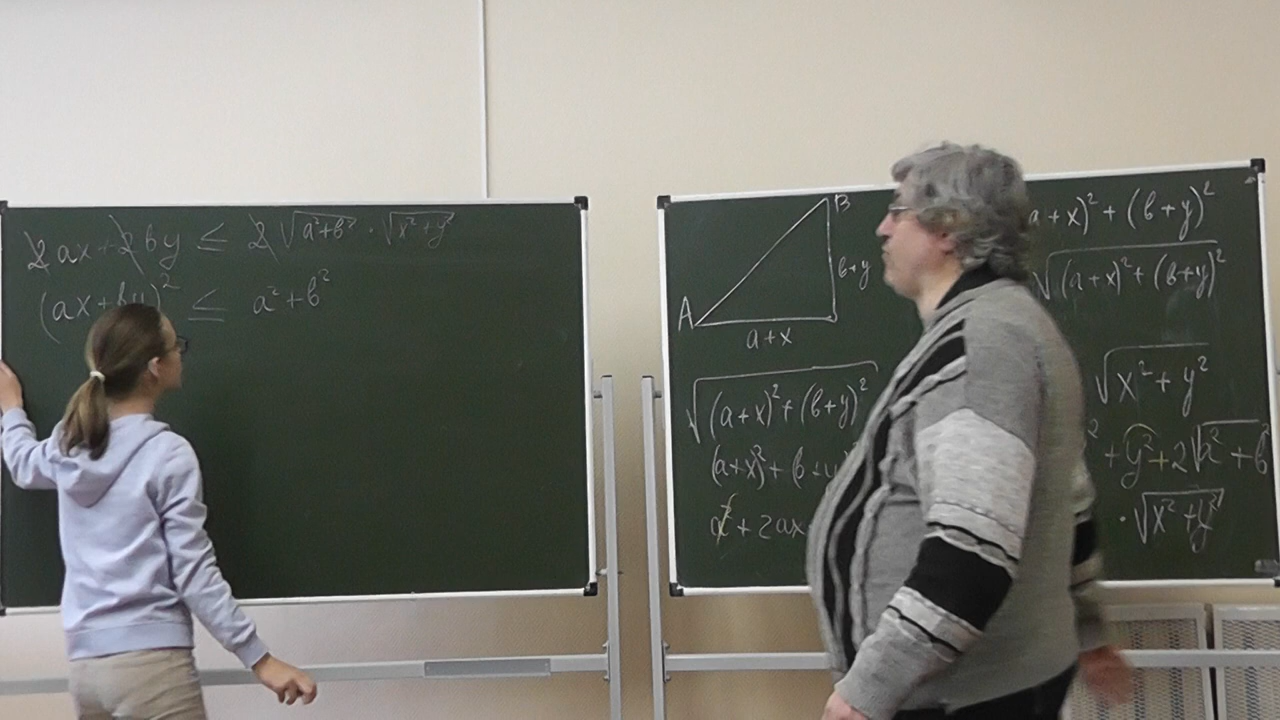 2ax + 2by ≤ 2√(a²+b²) · √(x²+y²)
(ax + by)² ≤ a² + b²
B
b+y
A
a+x
√((a+x)² + (b+y)²)
(a+x)² + (b+y
a² + 2ax
a + x)² + (b+y)²
√((a+x)² + (b+y)²)
√(x² + y²)
² + y² + 2√(a² + b²
· √(x² + y²)